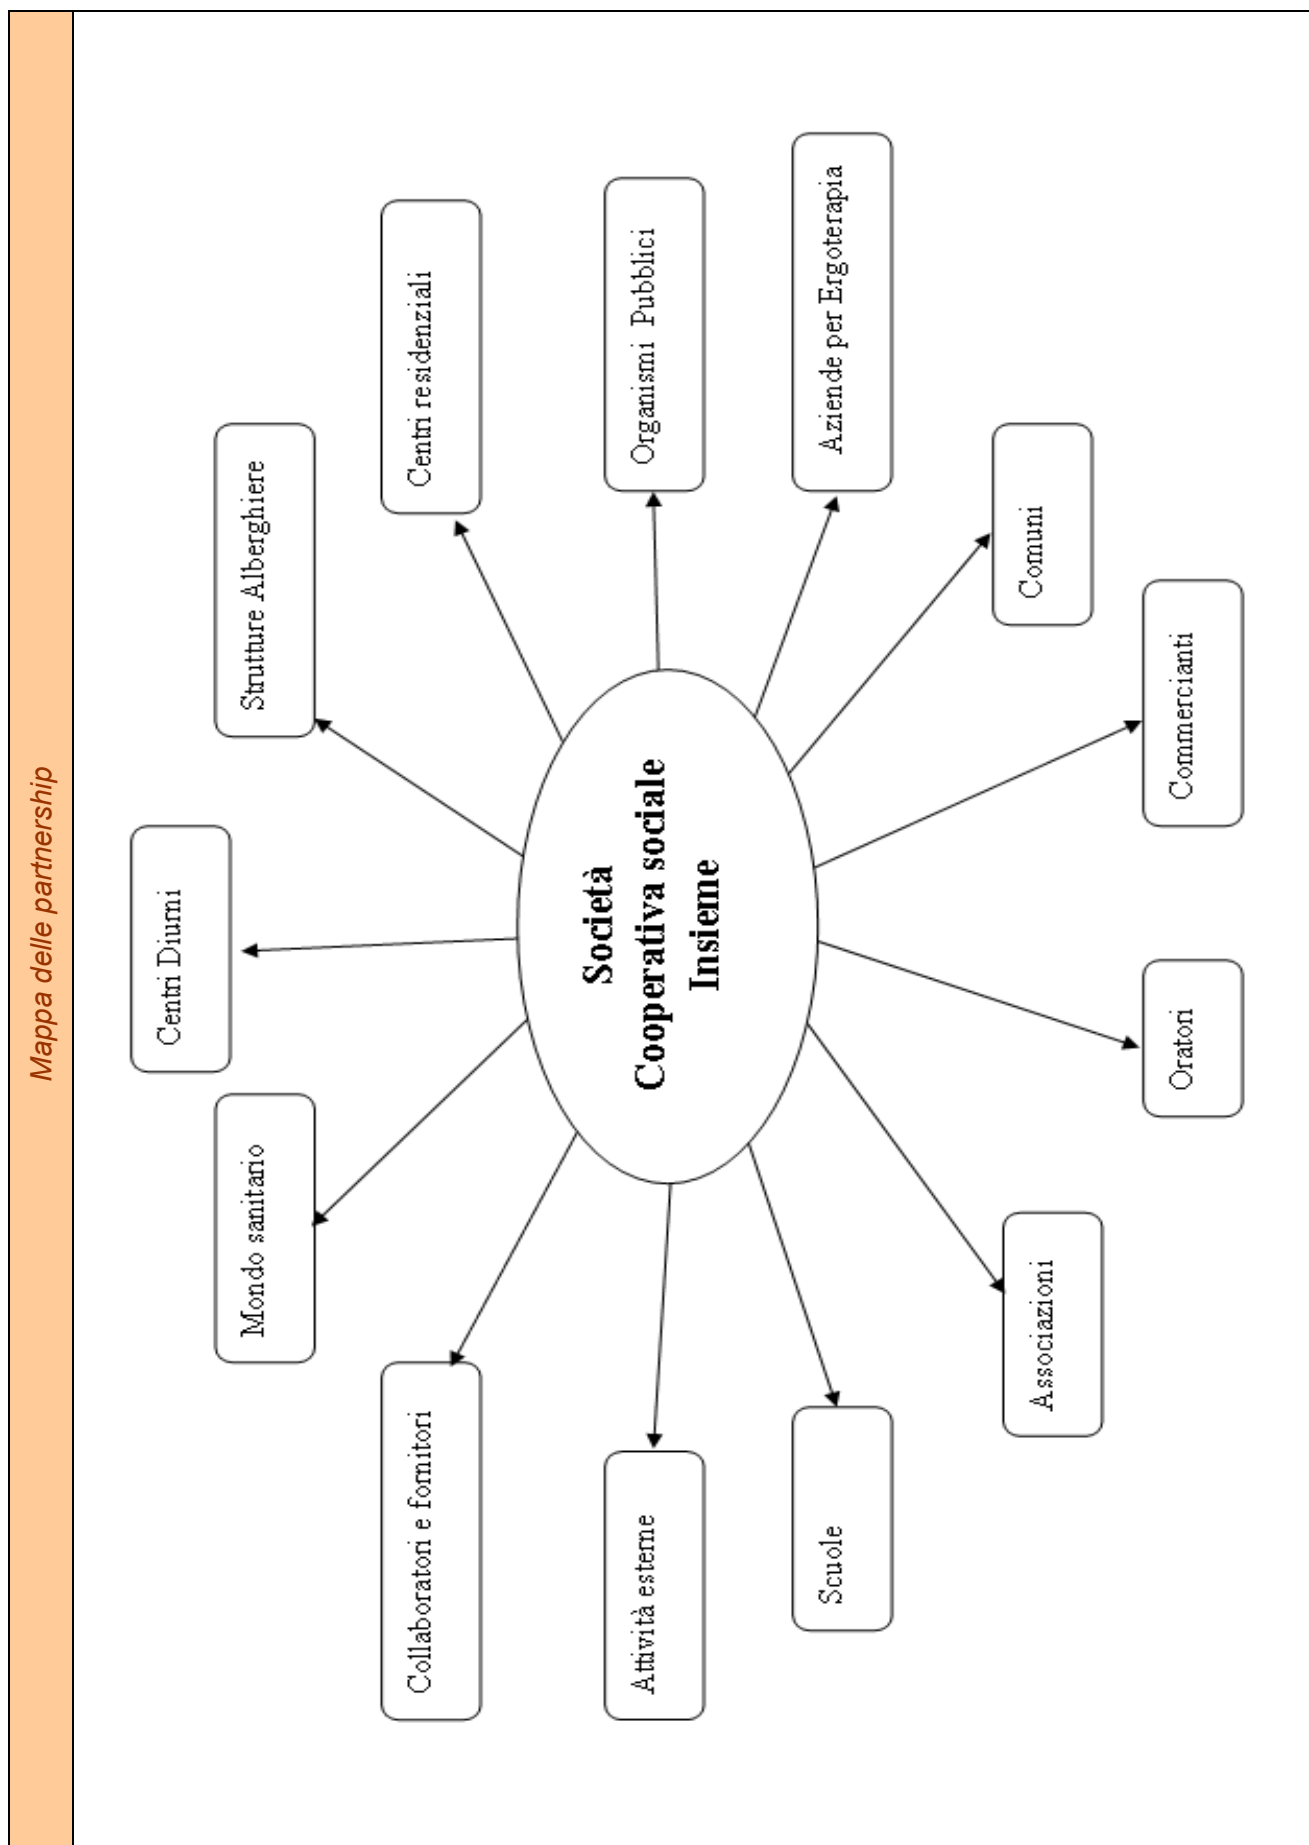 Mappa delle partnership
Centri Diurni
Mondo sanitario
Strutture Alberghiere
Collaboratori e fornitori
Centri residenziali
Società
Cooperativa sociale
Insieme
Attività esterne
Organismi Pubblici
Scuole
Aziende per Ergoterapia
Associazioni
Comuni
Oratori
Commercianti